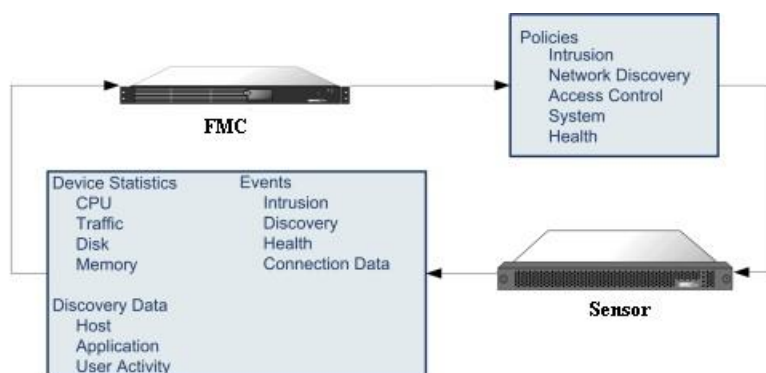 Policies
Intrusion
Network Discovery
Access Control
System
Health
FMC
Device Statistics
CPU
Traffic
Disk
Memory
Events
Intrusion
Discovery
Health
Connection Data
Discovery Data
Host
Application
User Activity
Sensor